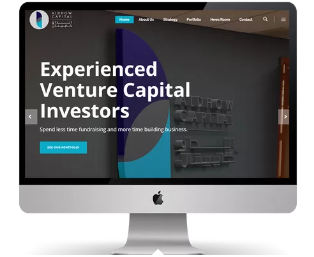 Home
About Us
Strategy
Portfolio
News Room
Contact
Experienced
Venture Capital
Investors
Spend less time fundraising and more time building business.
SEE OUR PORTFOLIO